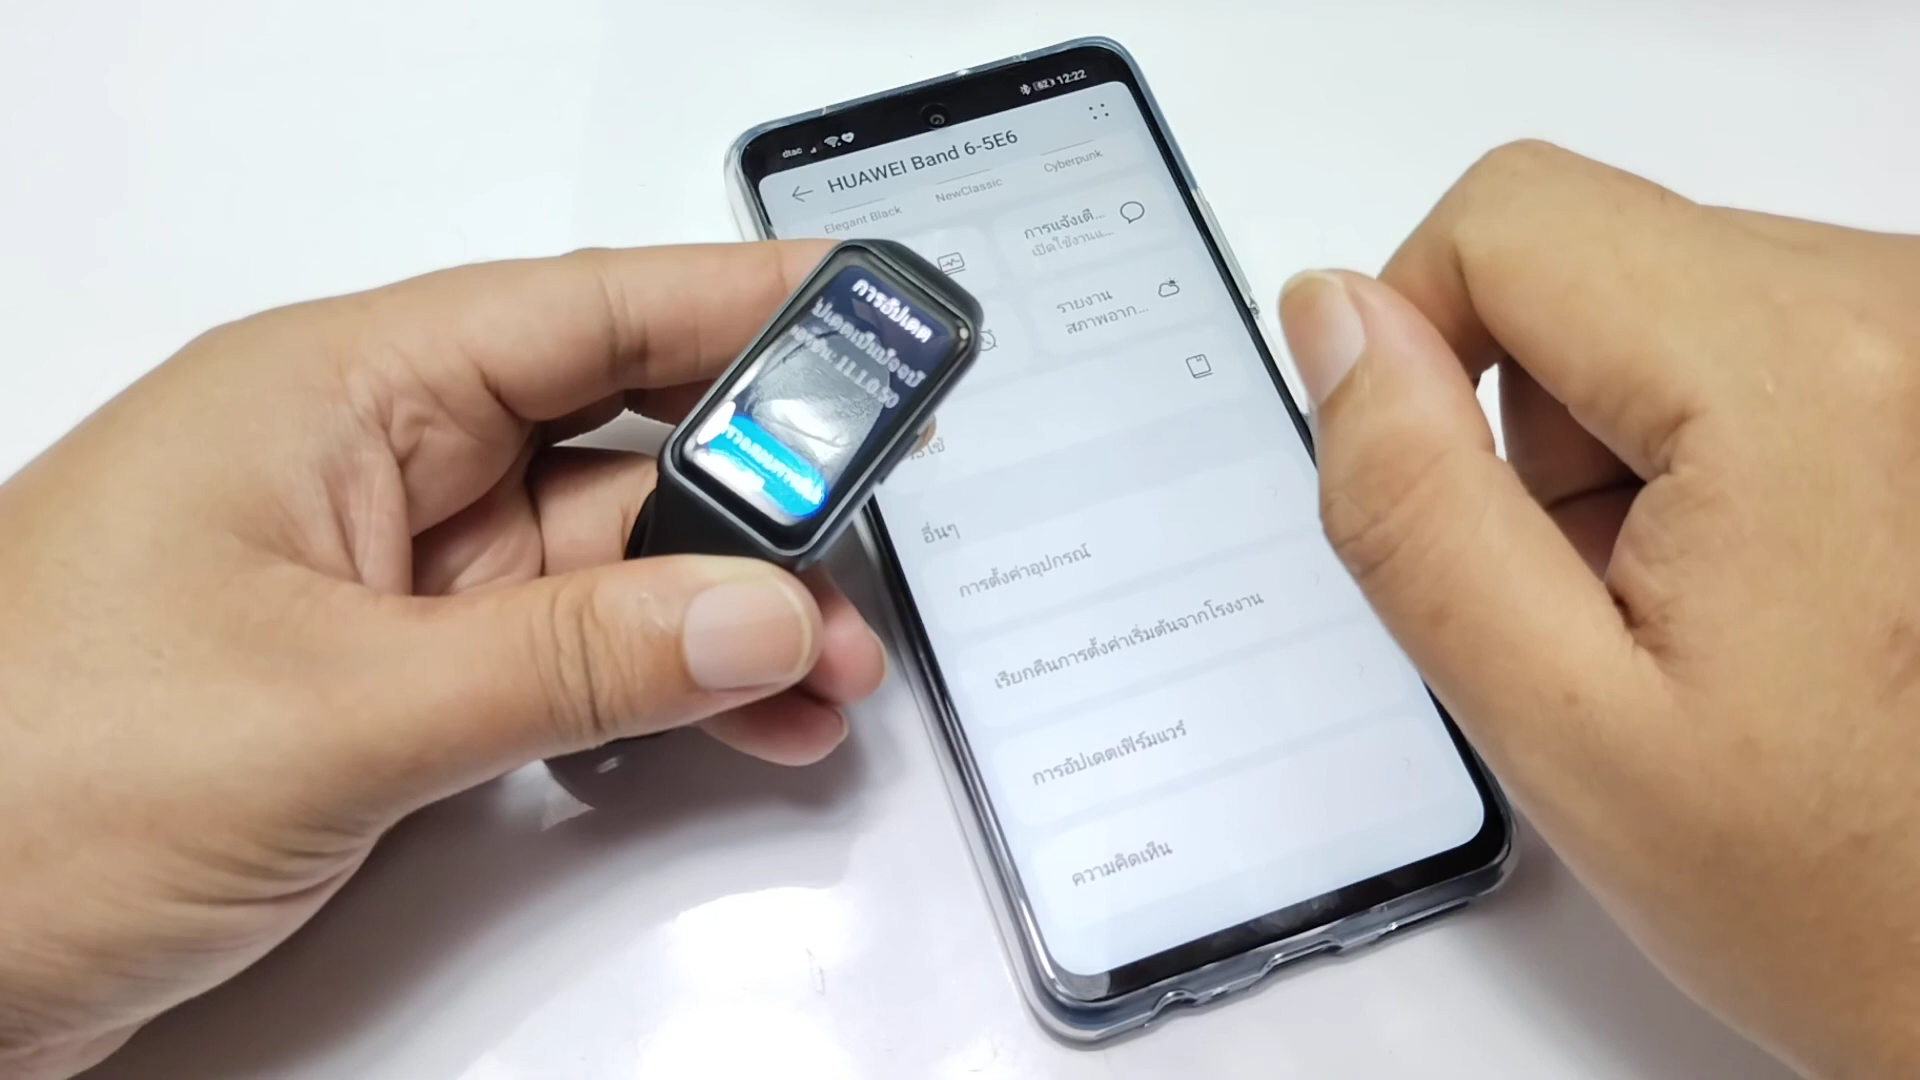 dtac
62 12:22
HUAWEI Band 6-5E6
Elegant Black
NewClassic
Cyberpunk
การแจ้งเตื...
เปิดใช้งานแ...
รายงาน
สภาพอาก...
อื่นๆ
การตั้งค่าอุปกรณ์
เรียกคืนการตั้งค่าเริ่มต้นจากโรงงาน
การอัปเดตเฟิร์มแวร์
ความคิดเห็น
การอัปเดต